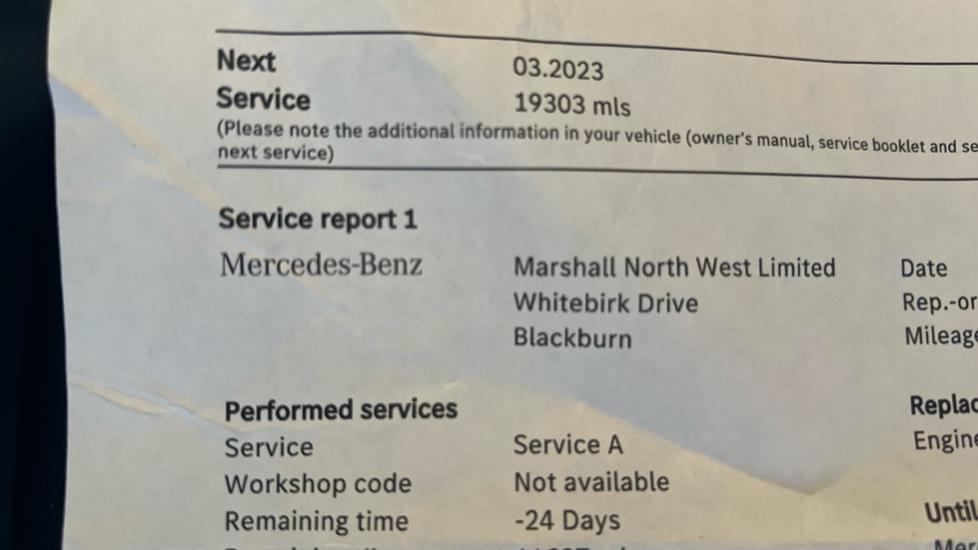 Next 03.2023
Service 19303 mls
(Please note the additional information in your vehicle (owner's manual, service booklet and se
next service)
Service report 1
Mercedes-Benz Marshall North West Limited Date
Whitebirk Drive Rep.-or
Blackburn Mileage
Performed services Replac
Service Service A Engine
Workshop code Not available
Remaining time -24 Days Until